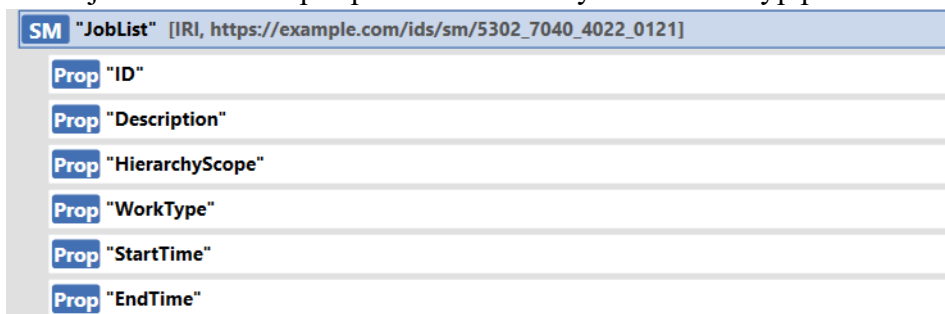 SM "JobList" [IRI, https://example.com/ids/sm/5302_7040_4022_0121]
Prop "ID"
Prop "Description"
Prop "HierarchyScope"
Prop "WorkType"
Prop "StartTime"
Prop "EndTime"